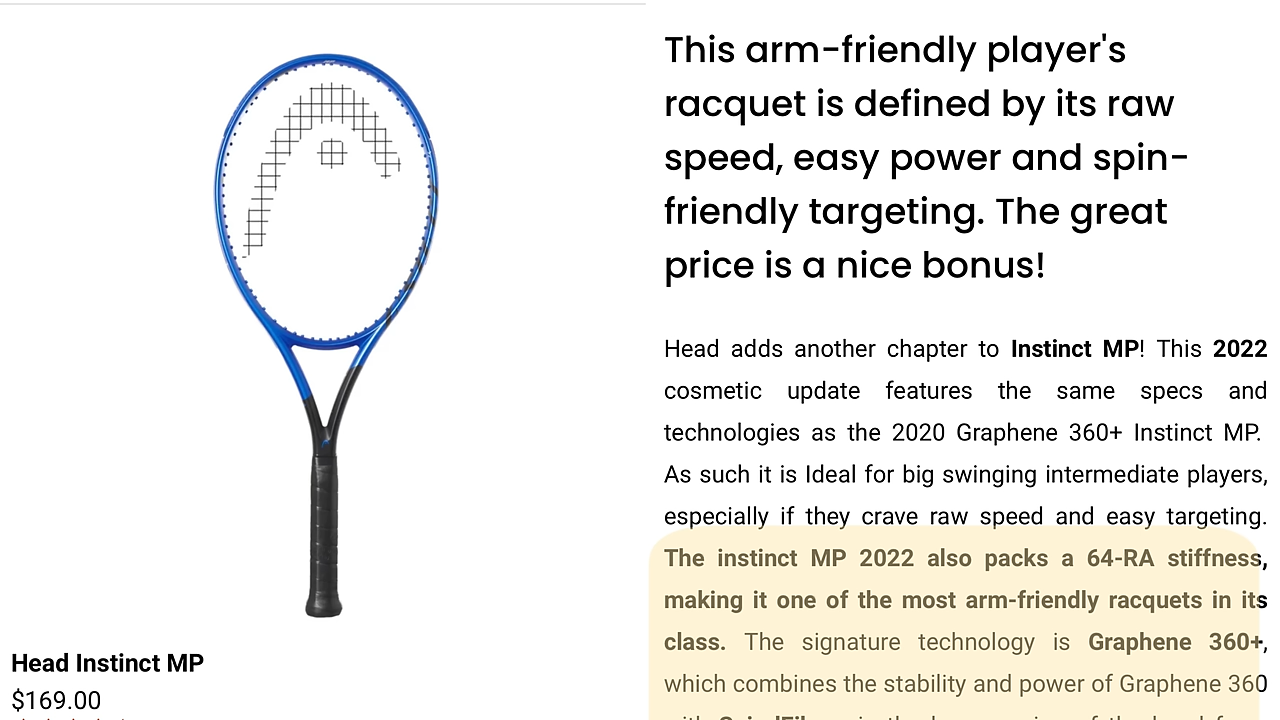 This arm-friendly player's
racquet is defined by its raw
speed, easy power and spin-
friendly targeting. The great
price is a nice bonus!
Head adds another chapter to Instinct MP! This 2022
cosmetic update features the same specs and
technologies as the 2020 Graphene 360+ Instinct MP.
As such it is Ideal for big swinging intermediate players,
especially if they crave raw speed and easy targeting.
The instinct MP 2022 also packs a 64-RA stiffness,
making it one of the most arm-friendly racquets in its
class. The signature technology is Graphene 360+,
which combines the stability and power of Graphene 360
Head Instinct MP
$169.00